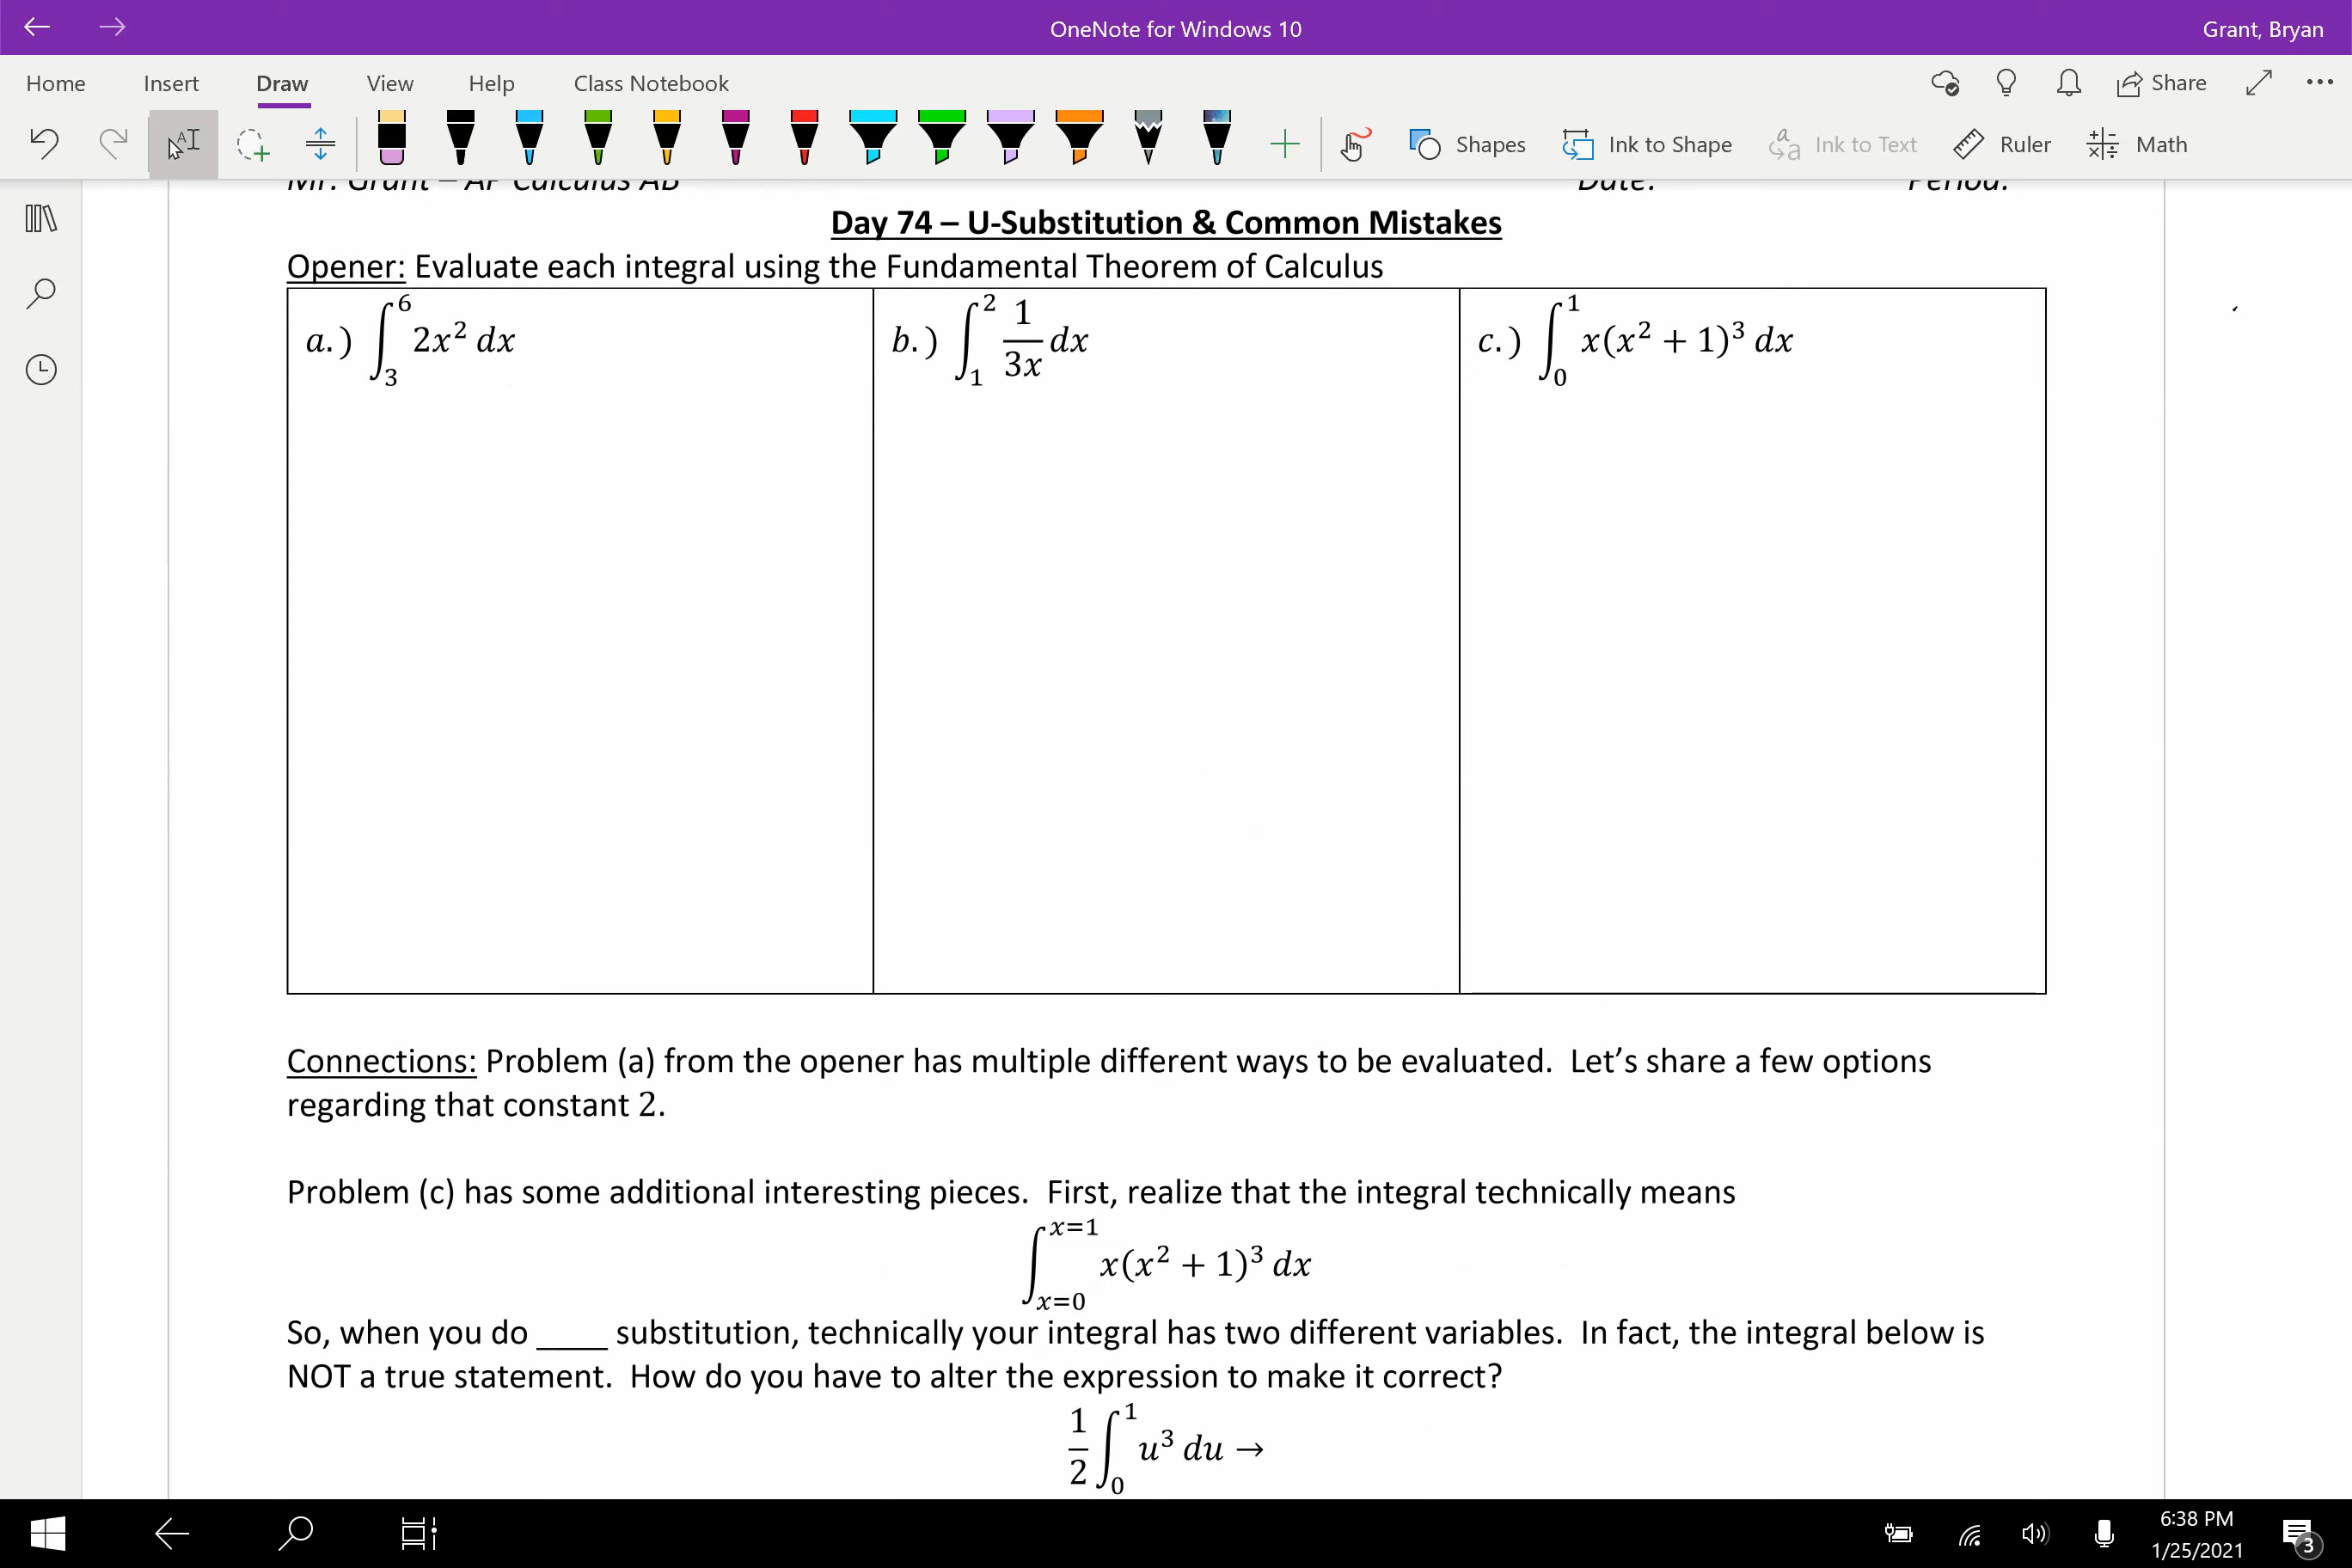 OneNote for Windows 10
Grant, Bryan
Home Insert Draw View Help Class Notebook
Share
Shapes Ink to Shape Ink to Text Ruler Math
Mr. Grant – AP Calculus AB Date: Period:
Day 74 – U-Substitution & Common Mistakes
Opener: Evaluate each integral using the Fundamental Theorem of Calculus
a.) ∫₃⁶ 2x² dx
b.) ∫₁² 1/(3x) dx
c.) ∫₀¹ x(x² + 1)³ dx
Connections: Problem (a) from the opener has multiple different ways to be evaluated. Let’s share a few options
regarding that constant 2.
Problem (c) has some additional interesting pieces. First, realize that the integral technically means
∫ₓ₌₀ˣ⁼¹ x(x² + 1)³ dx
So, when you do ____ substitution, technically your integral has two different variables. In fact, the integral below is
NOT a true statement. How do you have to alter the expression to make it correct?
1/2 ∫₀¹ u³ du →
6:38 PM
1/25/2021
3